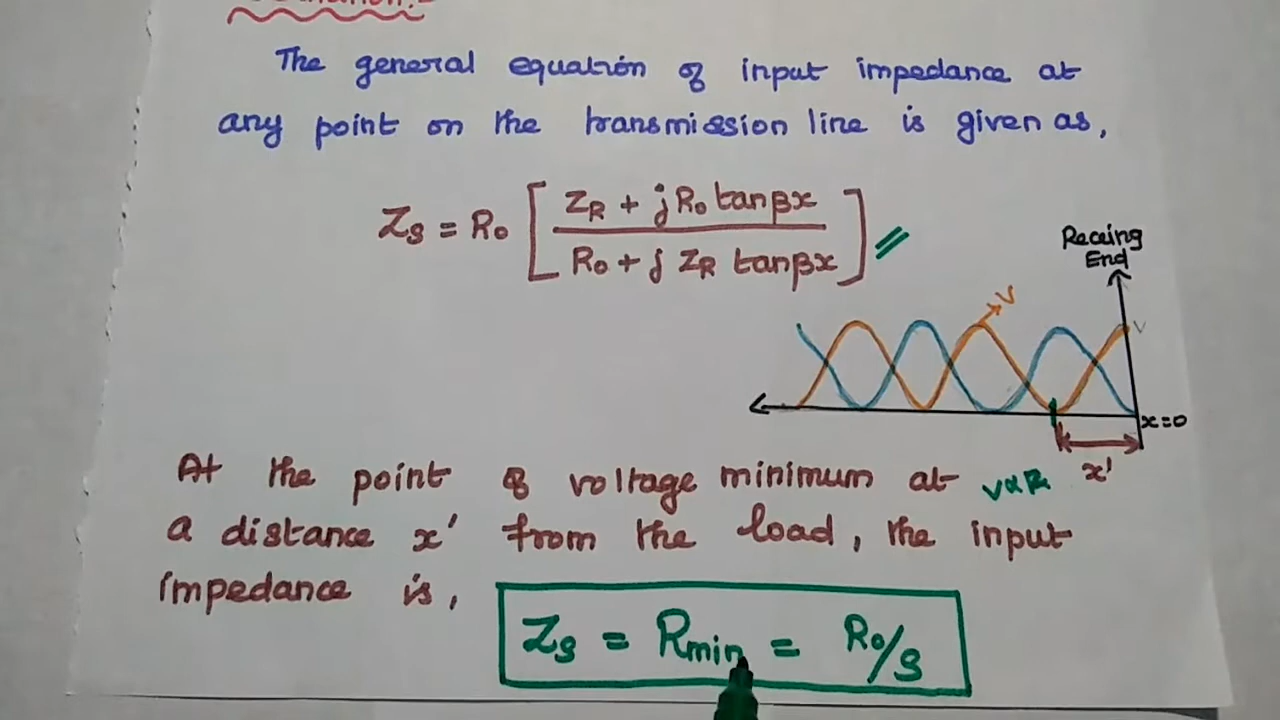 The general equation of input impedance at
any point on the transmission line is given as,
Zs = R₀ [ (ZR + j R₀ tanβx) / (R₀ + j ZR tanβx) ]
Receing
End
V
V
x=0
x'
At the point of voltage minimum at
V∝R
a distance x' from the load, the input
impedance is,
Zs = Rmin = R₀/S